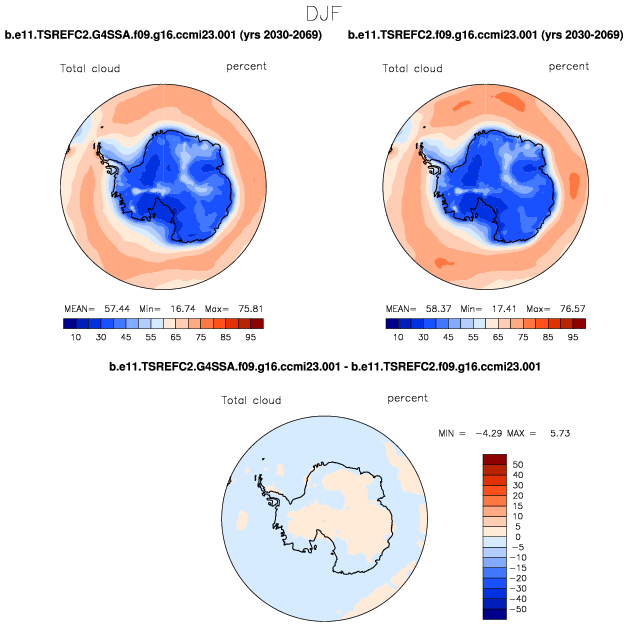 DJF
b.e11.TSREFC2.G4SSA.f09.g16.ccmi23.001 (yrs 2030-2069)
b.e11.TSREFC2.f09.g16.ccmi23.001 (yrs 2030-2069)
Total cloud percent
Total cloud percent
MEAN= 57.44 Min= 16.74 Max= 75.81
MEAN= 58.37 Min= 17.41 Max= 76.57
10 30 45 55 65 75 85 95
10 30 45 55 65 75 85 95
b.e11.TSREFC2.G4SSA.f09.g16.ccmi23.001 - b.e11.TSREFC2.f09.g16.ccmi23.001
Total cloud percent
MIN = -4.29 MAX = 5.73
50
40
30
20
15
10
5
0
-5
-10
-15
-20
-30
-40
-50